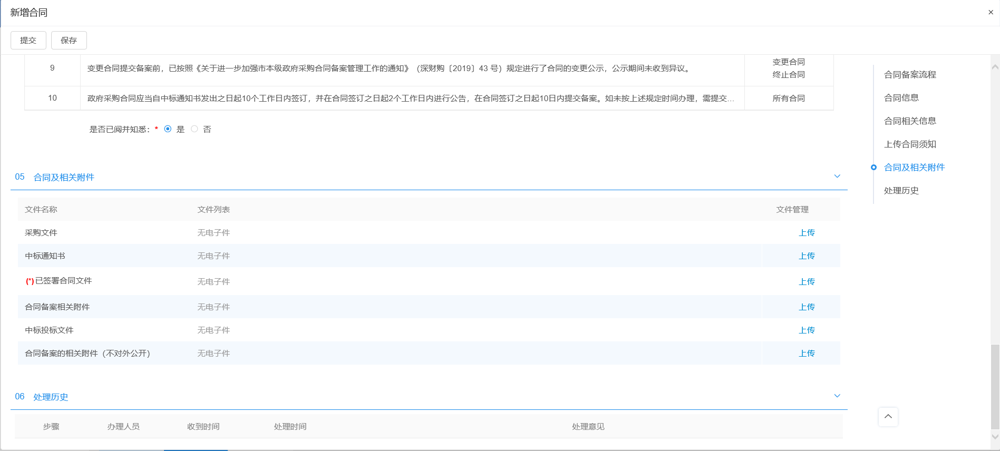 新增合同
×
提交 保存
9 变更合同提交备案前，已按照《关于进一步加强市本级政府采购合同备案管理工作的通知》（深财购〔2019〕43 号）规定进行了合同的变更公示，公示期间未收到异议。 变更合同
终止合同
10 政府采购合同应当自中标通知书发出之日起10个工作日内签订，并在合同签订之日起2个工作日内进行公告，在合同签订之日起10日内提交备案。如未按上述规定时间办理，需提交... 所有合同
是否已阅并知悉：* 是 否
05 合同及相关附件
文件名称 文件列表 文件管理
采购文件 无电子件 上传
中标通知书 无电子件 上传
(*)已签署合同文件 无电子件 上传
合同备案相关附件 无电子件 上传
中标投标文件 无电子件 上传
合同备案的相关附件（不对外公开） 无电子件 上传
06 处理历史
步骤 办理人员 收到时间 处理时间 处理意见
合同备案流程
合同信息
合同相关信息
上传合同须知
合同及相关附件
处理历史